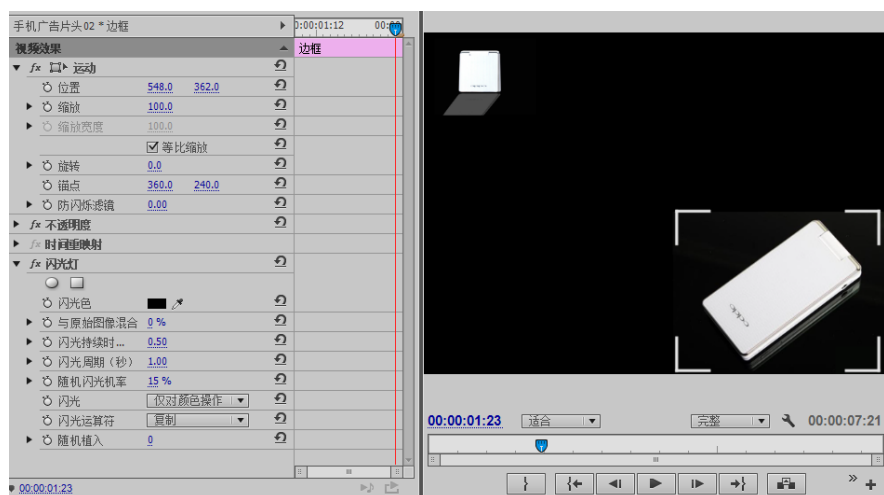 手机广告片头02 * 边框
0:00:01:12 00:00
视频效果
边框
fx 运动
位置 548.0 362.0
缩放 100.0
缩放宽度 100.0
等比缩放
旋转 0.0
锚点 360.0 240.0
防闪烁滤镜 0.00
fx 不透明度
fx 时间重映射
fx 闪光灯
闪光色
与原始图像混合 0 %
闪光持续时... 0.50
闪光周期（秒） 1.00
随机闪光机率 15 %
闪光 仅对颜色操作
闪光运算符 复制
随机植入 0
00:00:01:23
oppo
oppo
00:00:01:23 适合 完整 00:00:07:21